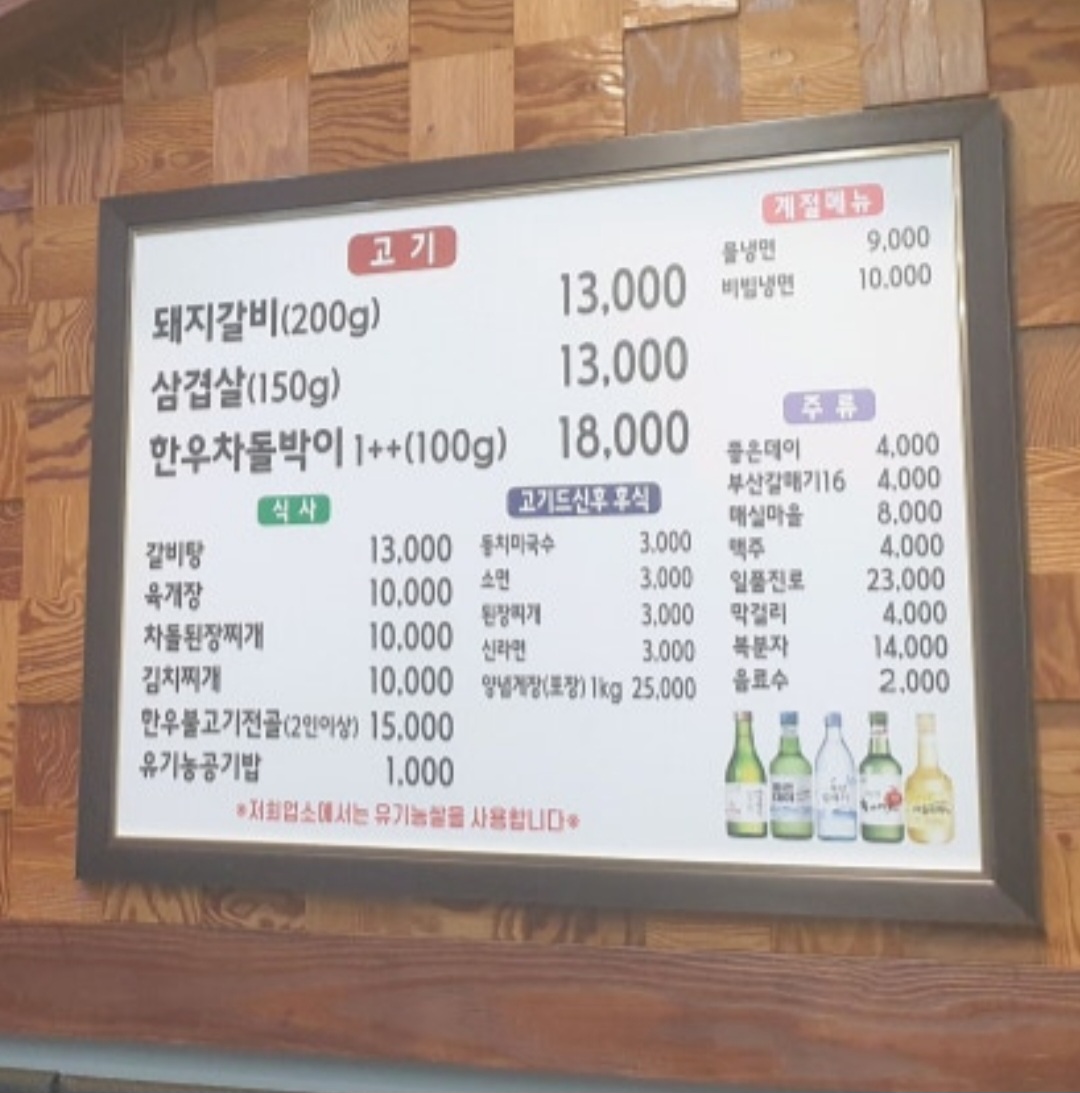 고기
돼지갈비(200g) 13,000
삼겹살(150g) 13,000
한우차돌박이 1++(100g) 18,000
식사
갈비탕 13,000
육개장 10,000
차돌된장찌개 10,000
김치찌개 10,000
한우불고기전골(2인이상) 15,000
유기농공기밥 1,000
고기드신후 후식
동치미국수 3,000
소면 3,000
된장찌개 3,000
신라면 3,000
양념게장(포장) 1kg 25,000
계절메뉴
물냉면 9,000
비빔냉면 10,000
주류
좋은데이 4,000
부산갈매기16 4,000
매실마을 8,000
맥주 4,000
일품진로 23,000
막걸리 4,000
복분자 14,000
음료수 2,000
※저희업소에서는 유기농쌀을 사용합니다※